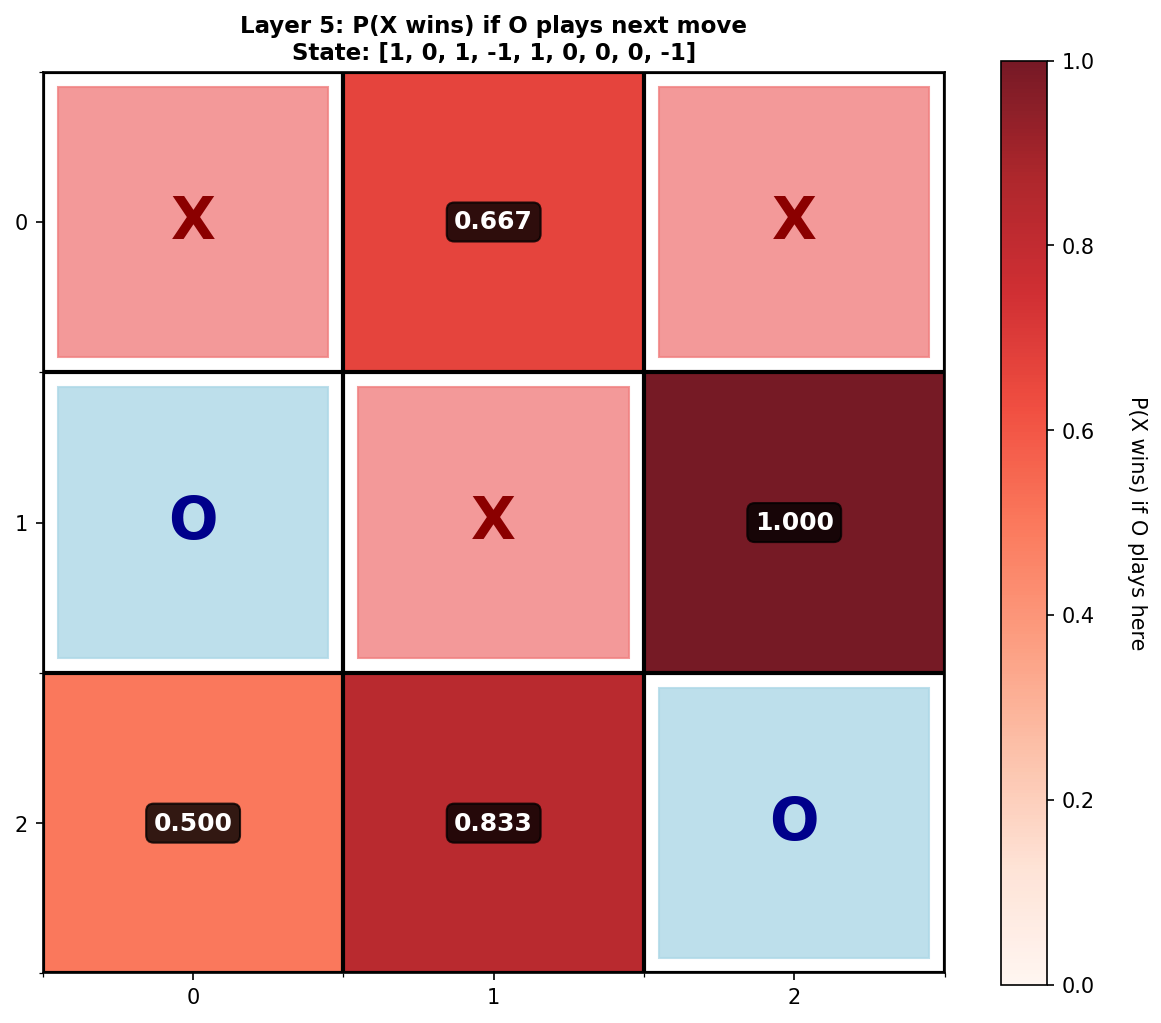 Layer 5: P(X wins) if O plays next move
State: [1, 0, 1, -1, 1, 0, 0, 0, -1]
0
X
0.667
X
1
O
X
1.000
2
0.500
0.833
O
0
1
2
1.0
0.8
0.6
0.4
0.2
0.0
P(X wins) if O plays here